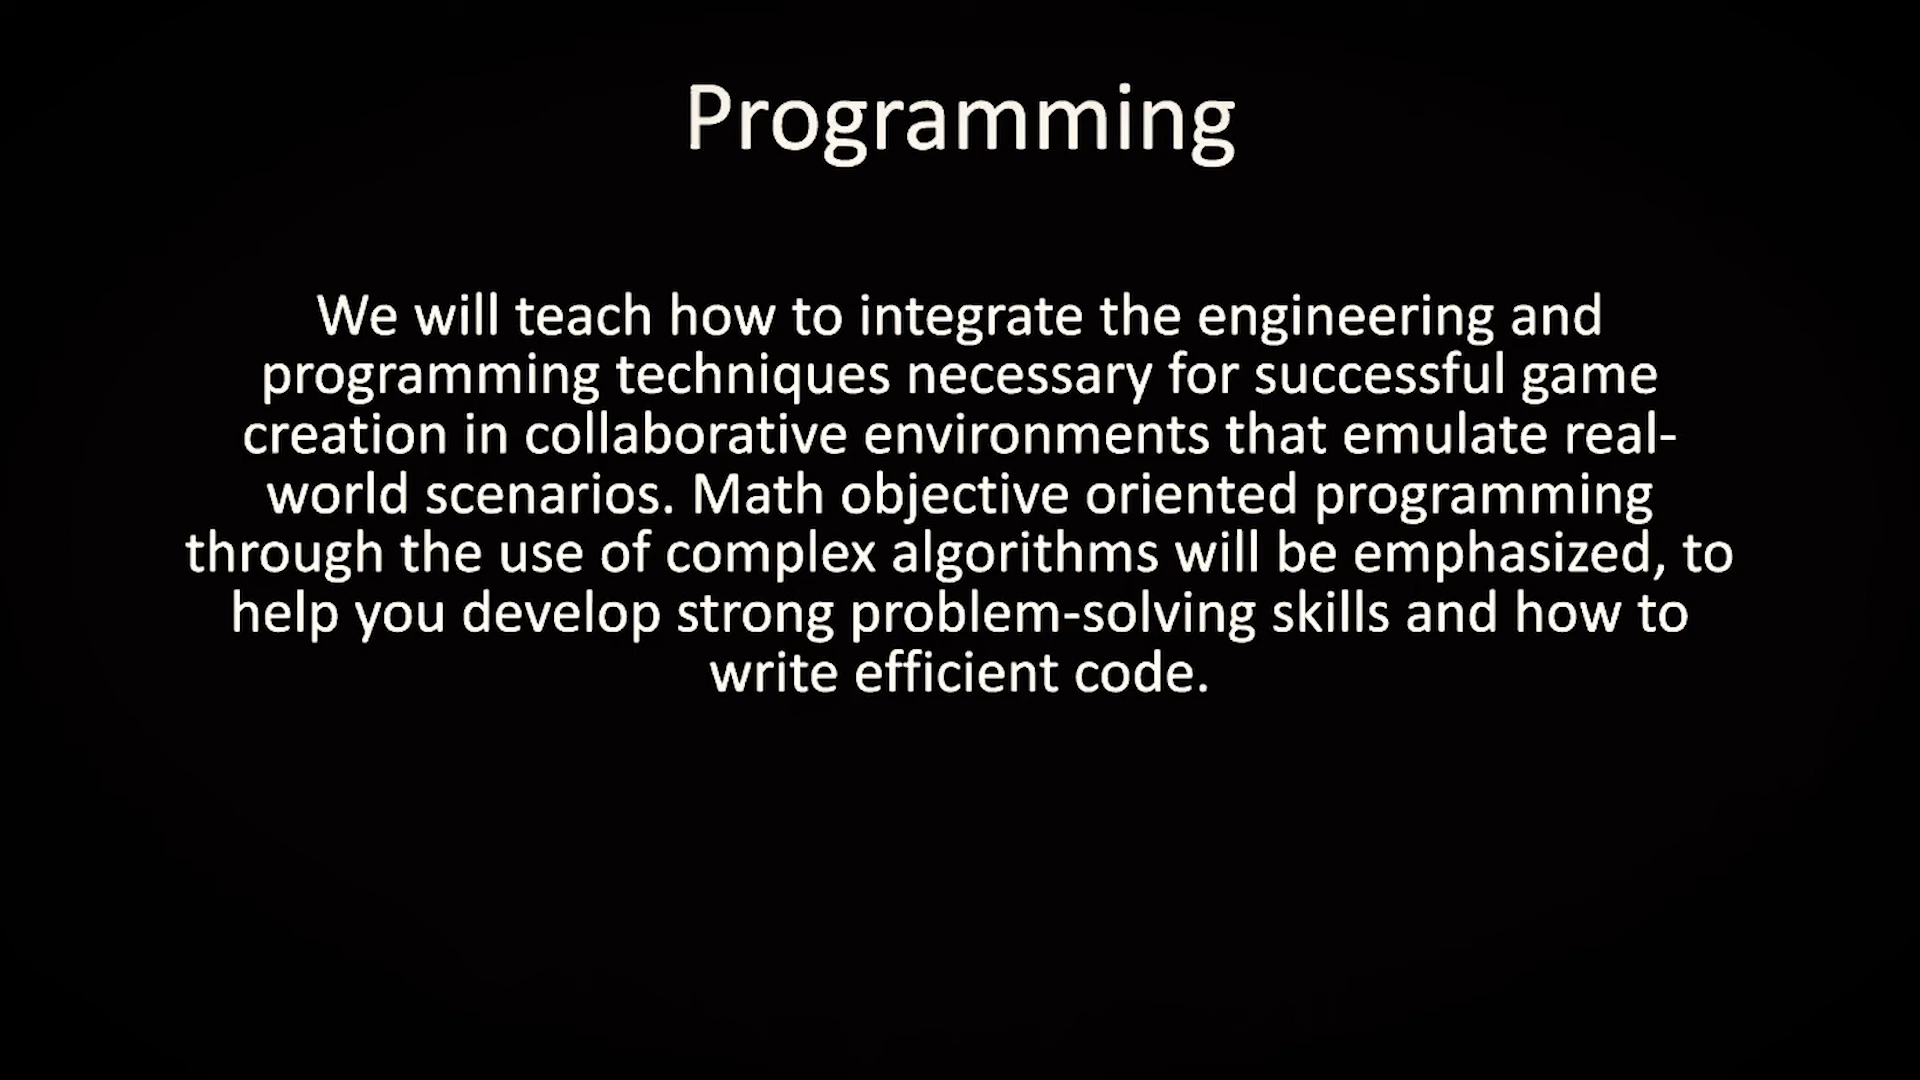 Programming
We will teach how to integrate the engineering and
programming techniques necessary for successful game
creation in collaborative environments that emulate real-
world scenarios. Math objective oriented programming
through the use of complex algorithms will be emphasized, to
help you develop strong problem-solving skills and how to
write efficient code.